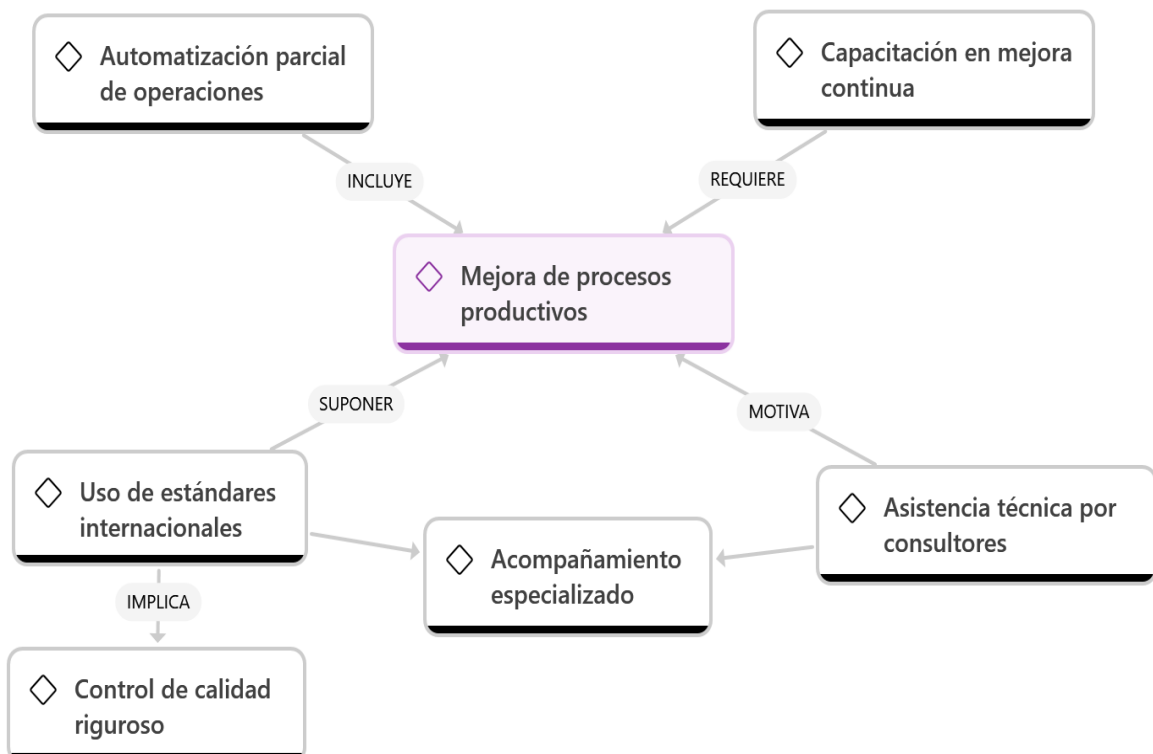 Automatización parcial
de operaciones
Capacitación en mejora
continua
INCLUYE
REQUIERE
Mejora de procesos
productivos
SUPONER
MOTIVA
Uso de estándares
internacionales
Asistencia técnica por
consultores
Acompañamiento
especializado
IMPLICA
Control de calidad
riguroso